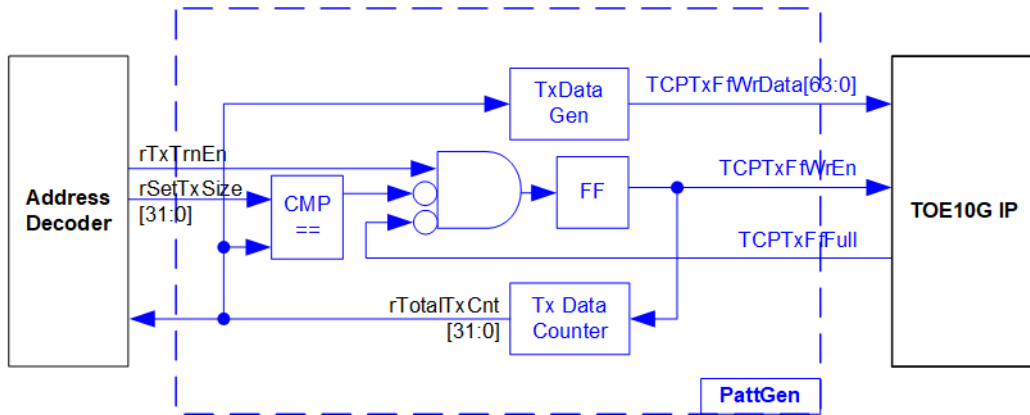 TxData
Gen
TCPTxFfWrData[63:0]
rTxTrnEn
rSetTxSize
[31:0]
CMP
==
FF
TCPTxFfWrEn
Address
Decoder
TOE10G IP
TCPTxFfFull
rTotalTxCnt
[31:0]
Tx Data
Counter
PattGen